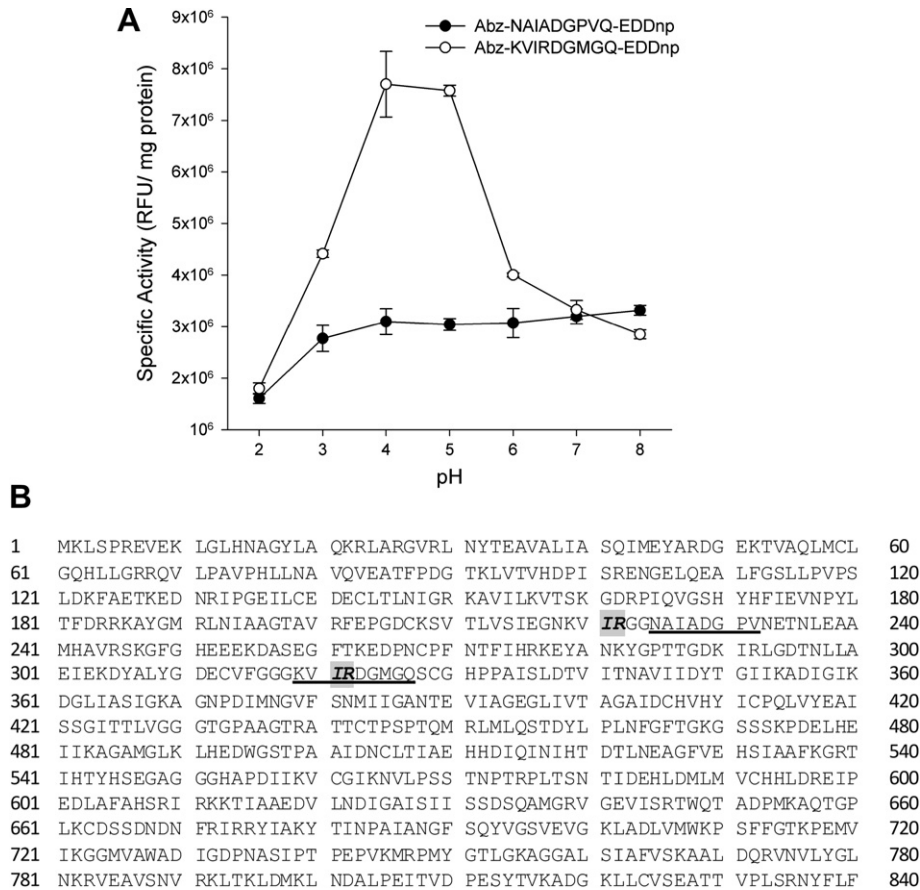 A
9x10⁶
8x10⁶
7x10⁶
6x10⁶
5x10⁶
4x10⁶
3x10⁶
2x10⁶
10⁶
Specific Activity (RFU/ mg protein)
Abz-NAIADGPVQ-EDDnp
Abz-KVIRDGMGQ-EDDnp
2 3 4 5 6 7 8
pH
B
1 MKLSPREVEK LGLHNAGYLA QKRLARGVRL NYTEAVALIA SQIMEYARDG EKTVAQLMCL 60
61 GQHLLGRRQV LPAVPHLLNA VQVEATFPDG TKLVTVHDPI SRENGELQEA LFGSLLPVPS 120
121 LDKFAETKED NRIPGEILCE DECLTLNIGR KAVILKVTSK GDRPIQVGSH YHFIEVNPYL 180
181 TFDRRKAYGM RLNIAAGTAV RFEPGDCKSV TLVSIEGNKV IRGGNAIADG PVNETNLEAA 240
241 MHAVRSKGFG HEEEKDASEG FTKEDPNCPF NTFIHRKEYA NKYGPTTGDK IRLGDTNLLA 300
301 EIEKDYALYG DECVFGGGKV IRDGMGQSCG HPPAISLDTV ITNAVIIDYT GIIKADIGIK 360
361 DGLIASIGKA GNPDIMNGVF SNMIIGANTE VIAGEGLIVT AGAIDCHVHY ICPQLVYEAI 420
421 SSGITTLVGG GTGPAAGTRA TTCTPSPTQM RLMLQSTDYL PLNFGFTGKG SSSKPDELHE 480
481 IIKAGAMGLK LHEDWGSTPA AIDNCLTIAE HHDIQINIHT DTLNEAGFVE HSIAAFKGRT 540
541 IHTYHSEGAG GGHAPDIIKV CGIKNVLPSS TNPTRPLTSN TIDEHLDMLM VCHHLDREIP 600
601 EDLAFAHSRI RKKTIAAEDV LNDIGAISII SSDSQAMGRV GEVISRTWQT ADPMKAQTGP 660
661 LKCDSSDNDN FRIRRYIAKY TINPAIANGF SQYVGSVEVG KLADLVMWKP SFFGTKPEMV 720
721 IKGGMVAWAD IGDPNASIPT PEPVKMRPMY GTLGKAGGAL SIAFVSKAAL DQRVNVLYGL 780
781 NKRVEAVSNV RKLTKLDMKL NDALPEITVD PESYTVKADG KLLCVSEATT VPLSRNYFLF 840